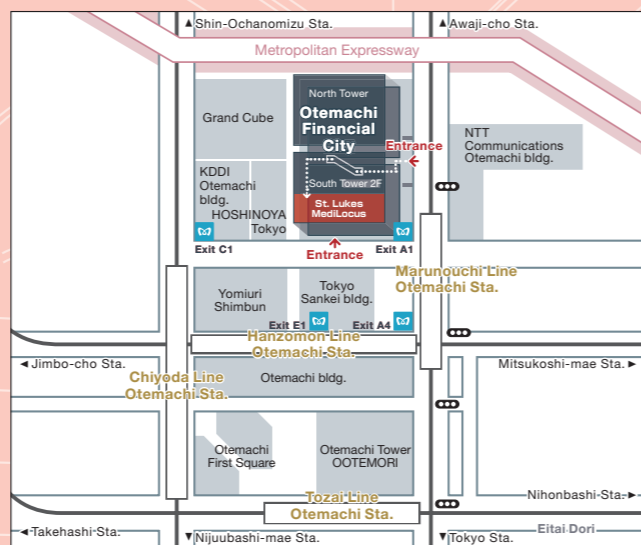 ▲Shin-Ochanomizu Sta.
▲Awaji-cho Sta.
Metropolitan Expressway
North Tower
Otemachi
Financial
City
Grand Cube
Entrance
NTT
Communications
Otemachi bldg.
KDDI
Otemachi
bldg.
South Tower 2F
St. Lukes
MediLocus
HOSHINOYA
Tokyo
Exit C1
Entrance
Exit A1
Marunouchi Line
Otemachi Sta.
Yomiuri
Shimbun
Tokyo
Sankei bldg.
Exit E1
Exit A4
Hanzomon Line
Otemachi Sta.
◄Jimbo-cho Sta.
Mitsukoshi-mae Sta.►
Chiyoda Line
Otemachi Sta.
Otemachi bldg.
Otemachi
First Square
Otemachi Tower
OOTEMORI
Tozai Line
Otemachi Sta.
Nihonbashi Sta.►
◄Takehashi Sta.
▼Nijuubashi-mae Sta.
▼Tokyo Sta.
Eitai Dori